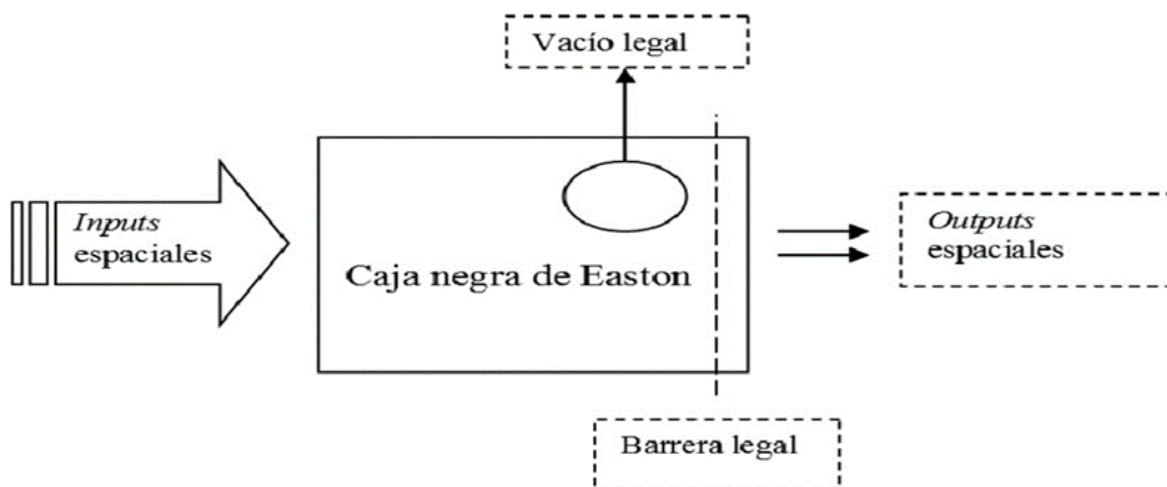 Vacío legal
Inputs
espaciales
Caja negra de Easton
Outputs
espaciales
Barrera legal